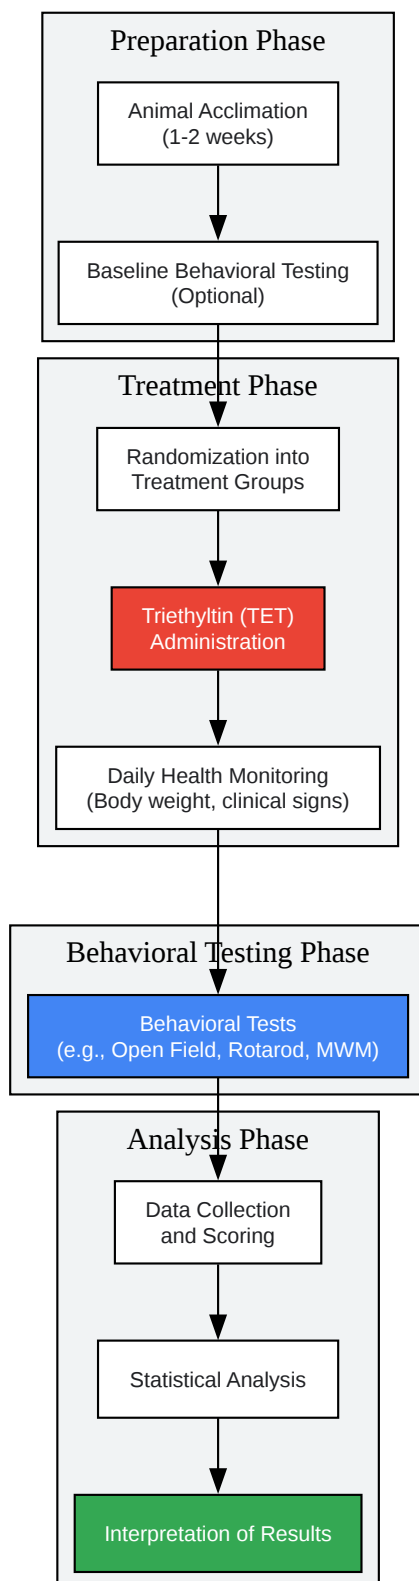 Preparation Phase
Animal Acclimation
(1-2 weeks)
Baseline Behavioral Testing
(Optional)
Treatment Phase
Randomization into
Treatment Groups
Triethyltin (TET)
Administration
Daily Health Monitoring
(Body weight, clinical signs)
Behavioral Testing Phase
Behavioral Tests
(e.g., Open Field, Rotarod, MWM)
Analysis Phase
Data Collection
and Scoring
Statistical Analysis
Interpretation of Results